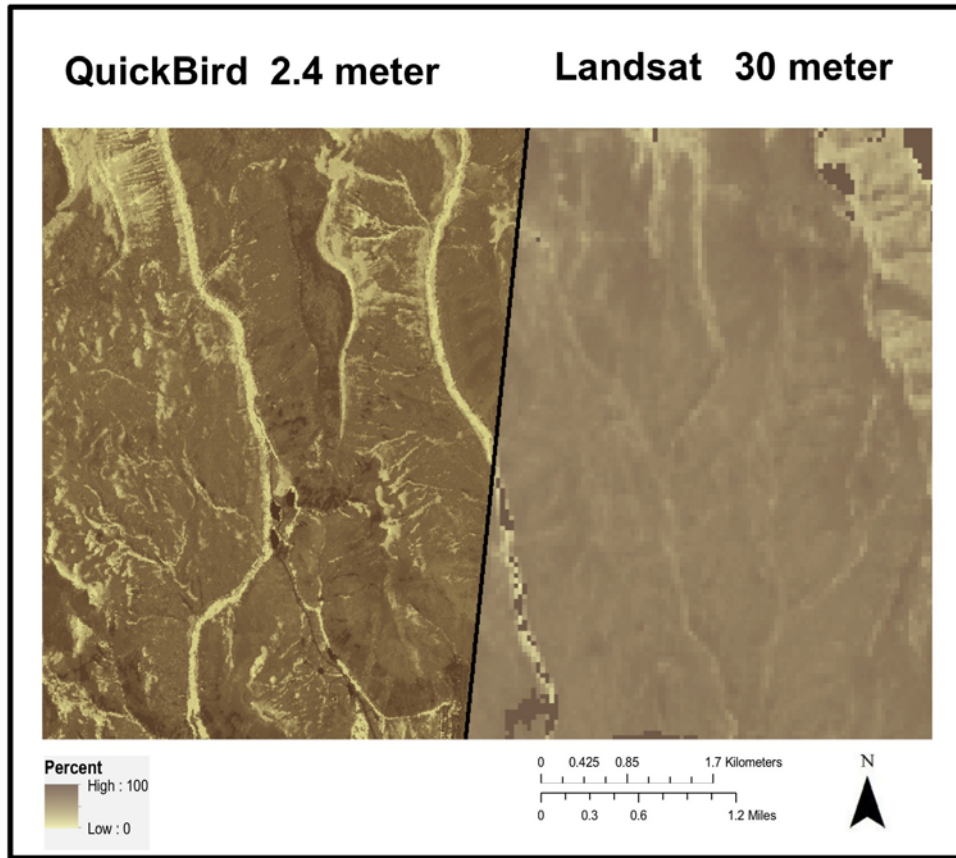 QuickBird 2.4 meter
Landsat 30 meter
Percent
High : 100
Low : 0
0 0.425 0.85 1.7 Kilometers
0 0.3 0.6 1.2 Miles
N